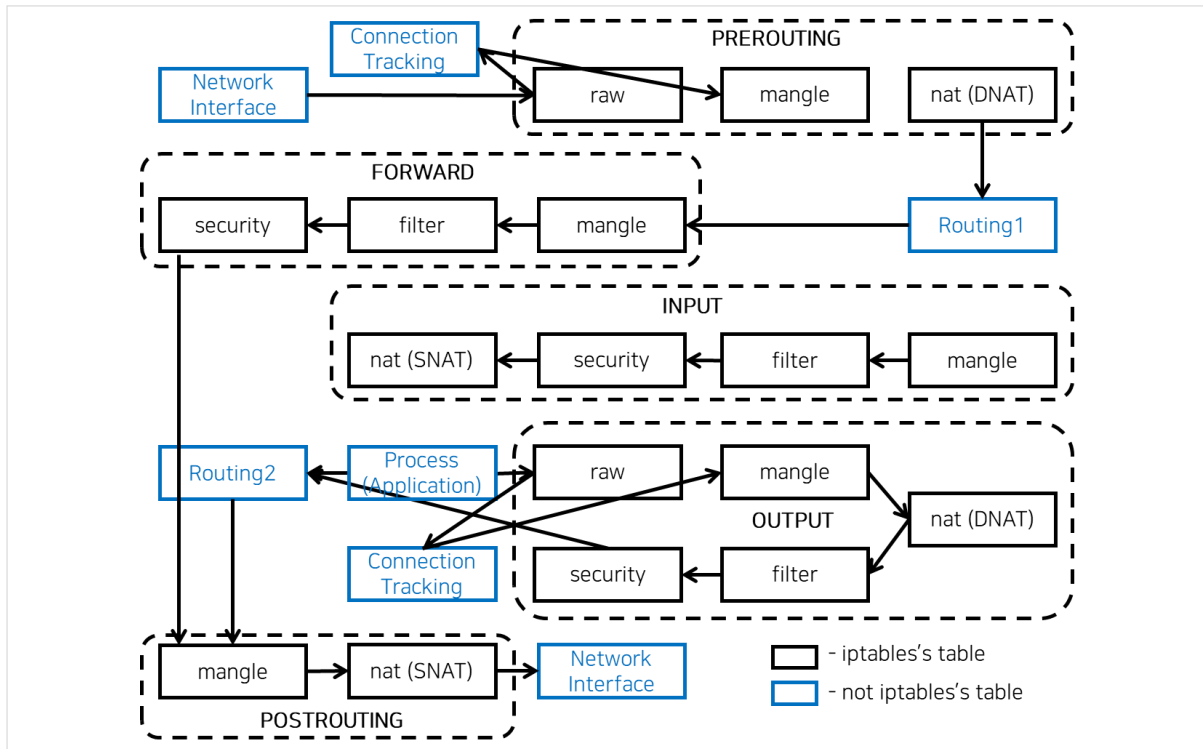 Connection
Tracking
PREROUTING
Network
Interface
raw
mangle
nat (DNAT)
FORWARD
security
filter
mangle
Routing1
INPUT
nat (SNAT)
security
filter
mangle
Routing2
Process
(Application)
raw
mangle
nat (DNAT)
OUTPUT
Connection
Tracking
security
filter
mangle
nat (SNAT)
Network
Interface
POSTROUTING
- iptables's table
- not iptables's table